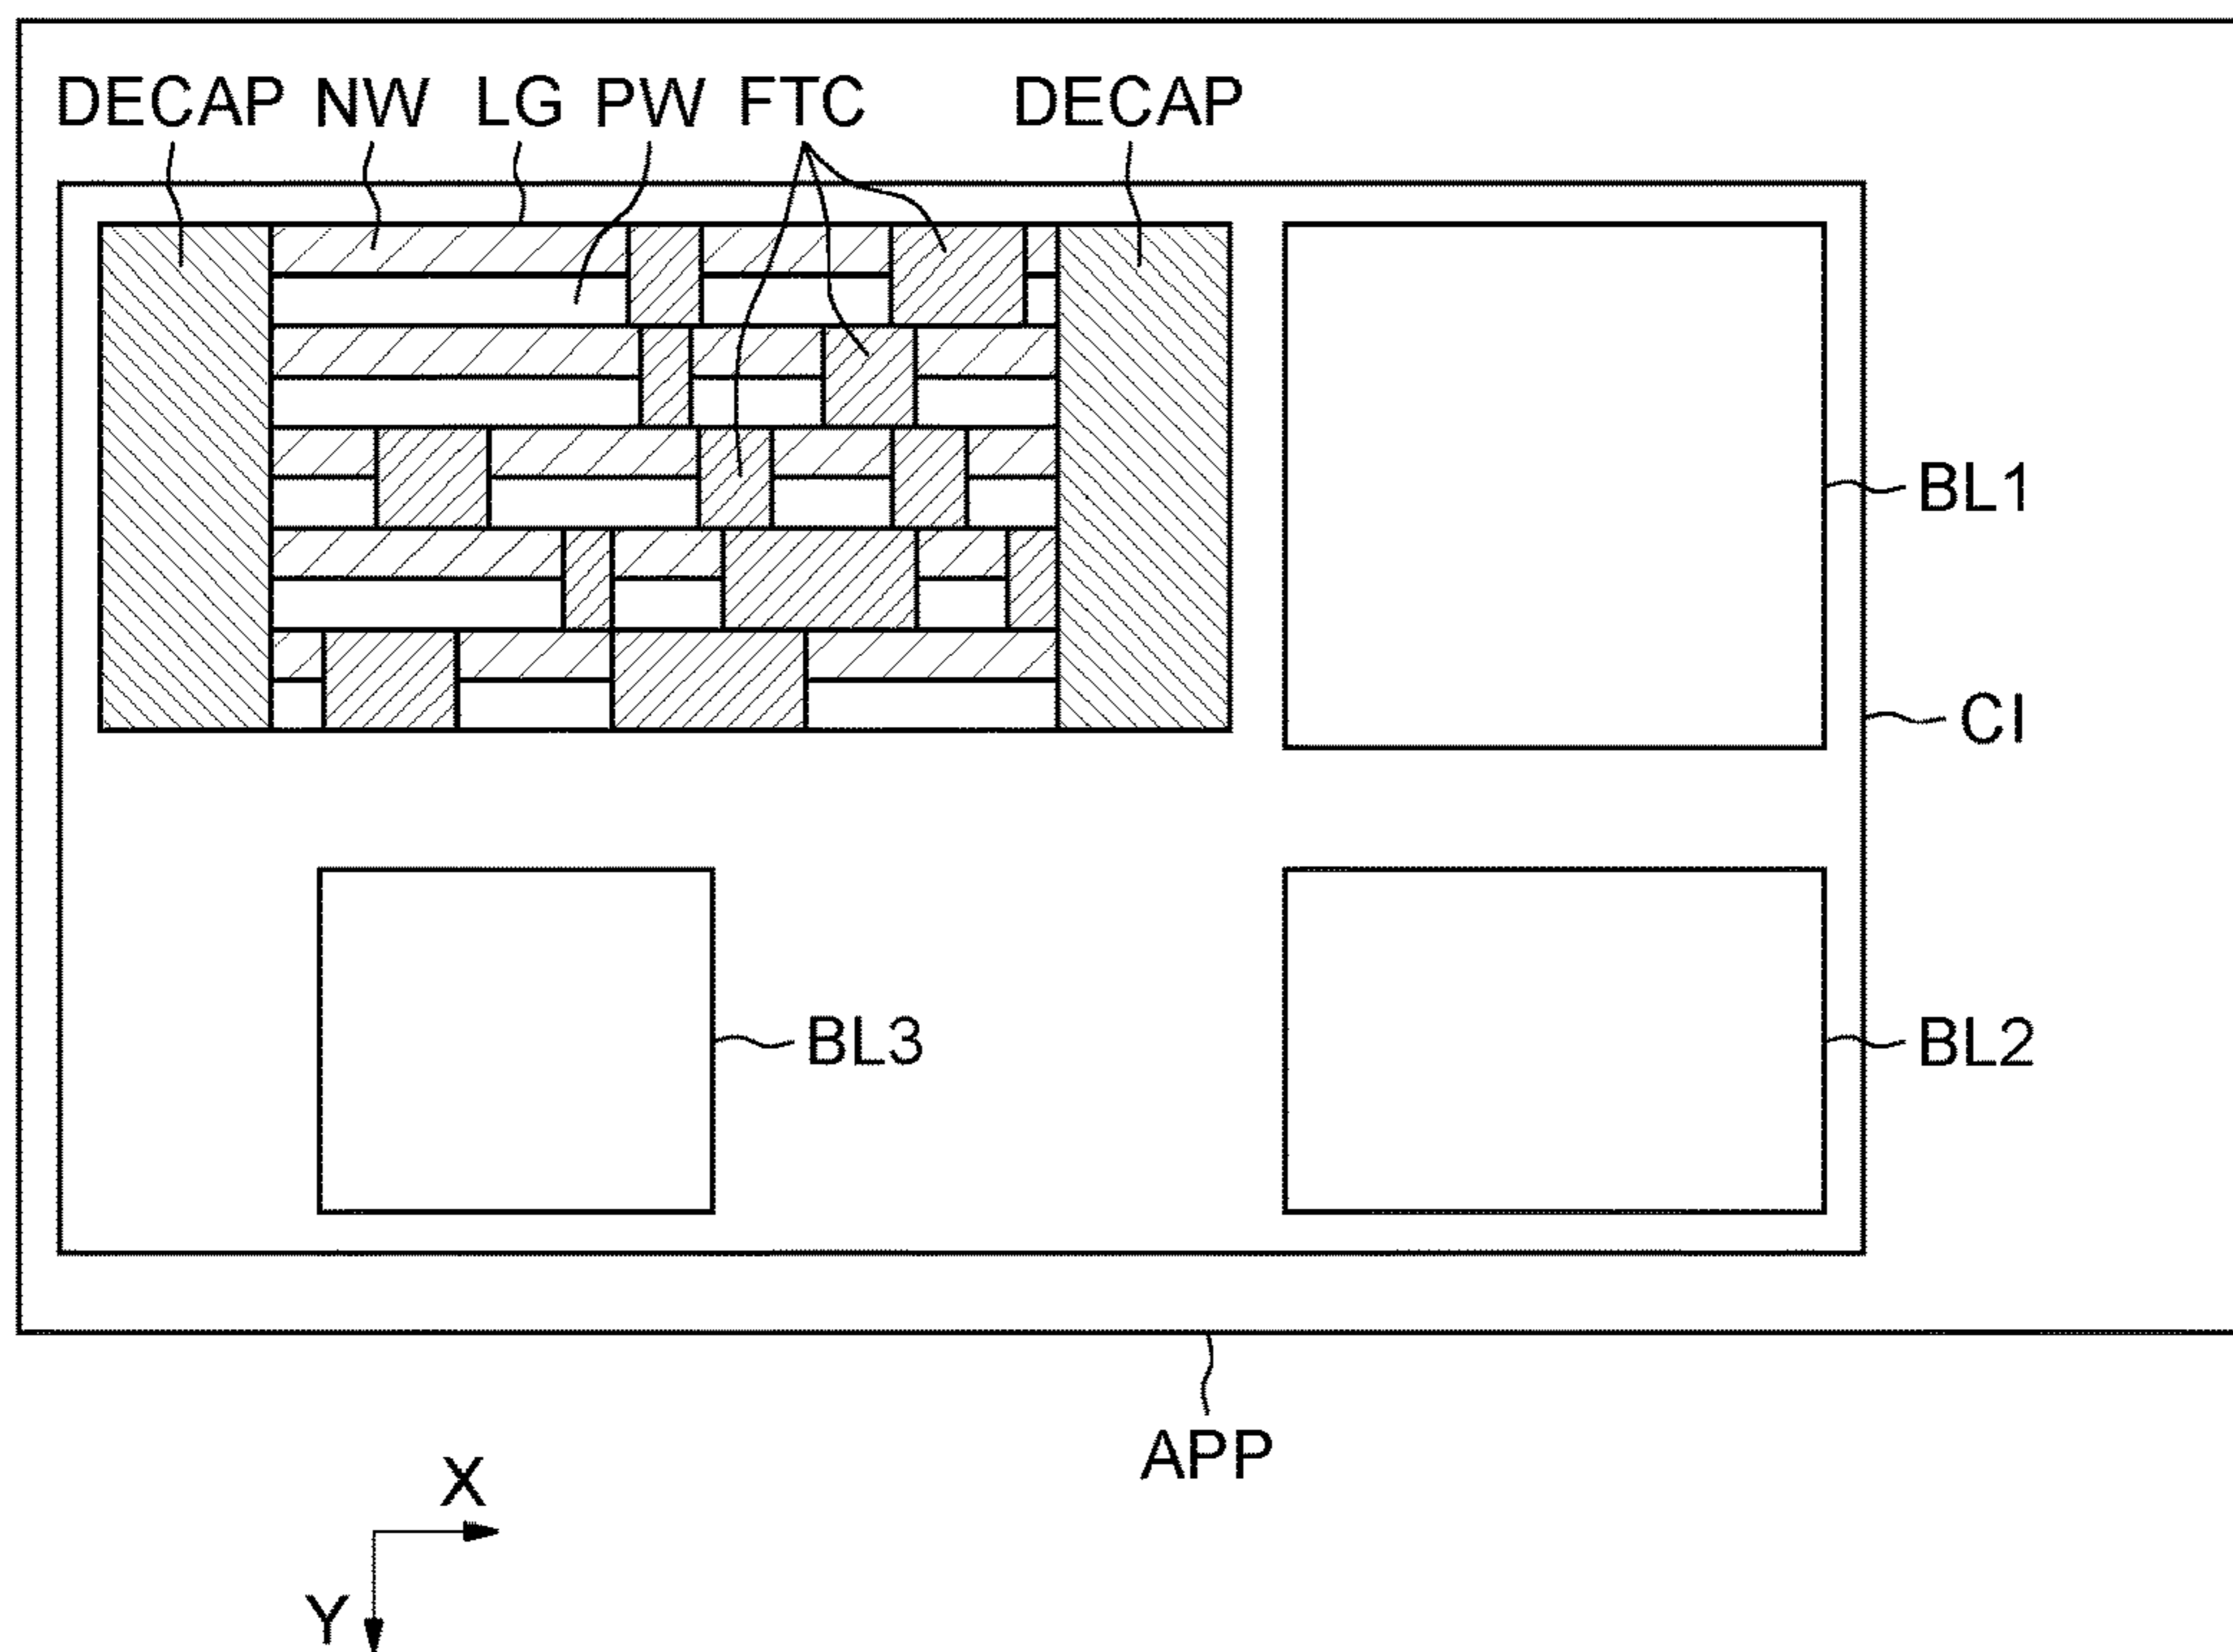 DECAP NW LG PW FTC DECAP
BL1
CI
BL3
BL2
APP
X
Y